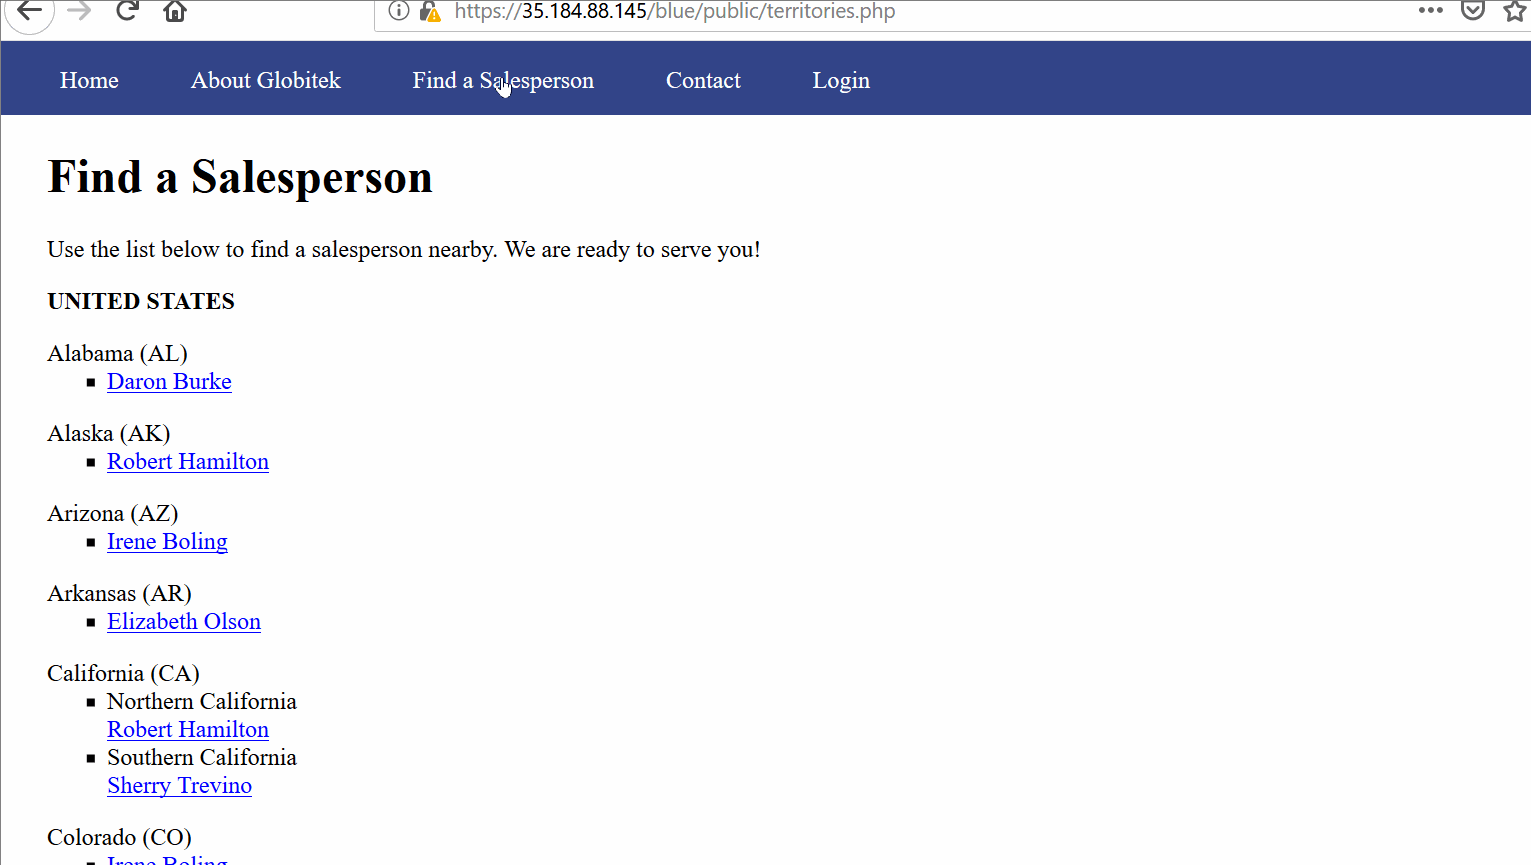 https://35.184.88.145/blue/public/territories.php
Home About Globitek Find a Salesperson Contact Login
Find a Salesperson
Use the list below to find a salesperson nearby. We are ready to serve you!
UNITED STATES
Alabama (AL)
Daron Burke
Alaska (AK)
Robert Hamilton
Arizona (AZ)
Irene Boling
Arkansas (AR)
Elizabeth Olson
California (CA)
Northern California
Robert Hamilton
Southern California
Sherry Trevino
Colorado (CO)
Irene Boling